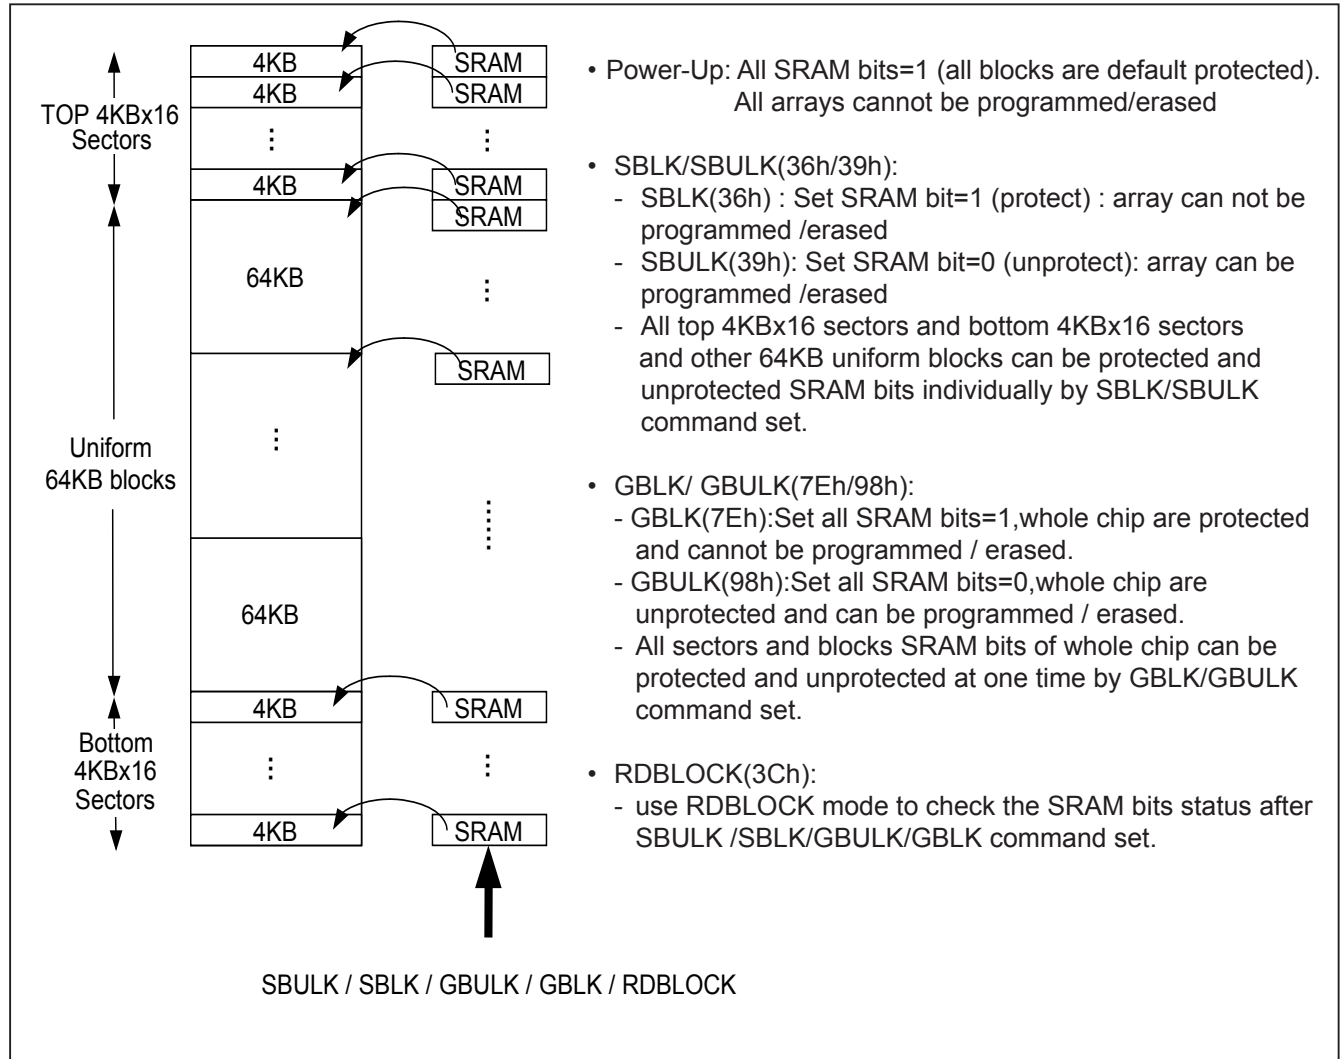 4KB
4KB
⋮
4KB
64KB
⋮
64KB
4KB
⋮
4KB
TOP 4KBx16
Sectors
Uniform
64KB blocks
Bottom
4KBx16
Sectors
SRAM
SRAM
⋮
SRAM
SRAM
⋮
SRAM
⋮
SRAM
⋮
SRAM
SBULK / SBLK / GBULK / GBLK / RDBLOCK
• Power-Up: All SRAM bits=1 (all blocks are default protected).
All arrays cannot be programmed/erased
• SBLK/SBULK(36h/39h):
- SBLK(36h) : Set SRAM bit=1 (protect) : array can not be
programmed /erased
- SBULK(39h): Set SRAM bit=0 (unprotect): array can be
programmed /erased
- All top 4KBx16 sectors and bottom 4KBx16 sectors
and other 64KB uniform blocks can be protected and
unprotected SRAM bits individually by SBLK/SBULK
command set.
• GBLK/ GBULK(7Eh/98h):
- GBLK(7Eh):Set all SRAM bits=1,whole chip are protected
and cannot be programmed / erased.
- GBULK(98h):Set all SRAM bits=0,whole chip are
unprotected and can be programmed / erased.
- All sectors and blocks SRAM bits of whole chip can be
protected and unprotected at one time by GBLK/GBULK
command set.
• RDBLOCK(3Ch):
- use RDBLOCK mode to check the SRAM bits status after
SBULK /SBLK/GBULK/GBLK command set.